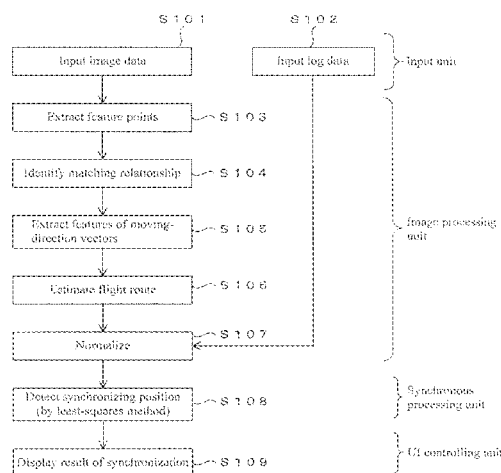 S101
S102
Input image data
Input log data
Input unit
Extract feature points
S103
Identify matching relationship
S104
Extract features of moving-
direction vectors
S105
Image processing
unit
Estimate flight route
S106
S107
Normalize
Detect synchronizing position
(by least-squares method)
S108
Synchronous
processing unit
Display result of synchronization
S109
UI controlling unit